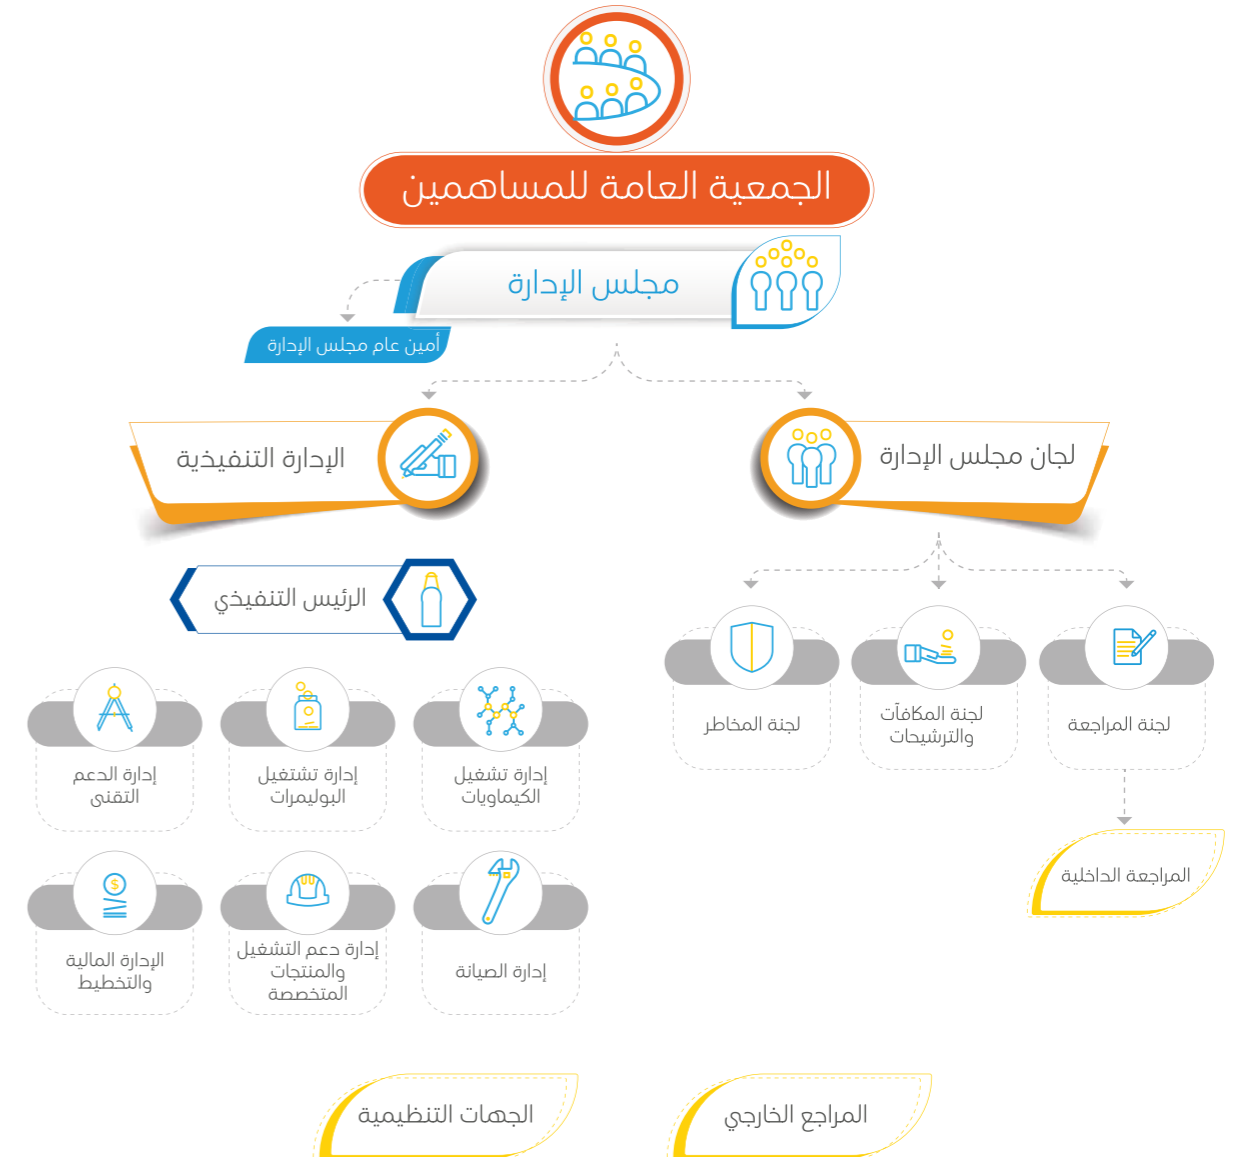 الجمعية العامة للمساهمين
مجلس الإدارة
أمين عام مجلس الإدارة
لجان مجلس الإدارة
الإدارة التنفيذية
الرئيس التنفيذي
لجنة المراجعة
لجنة المكافآت
والترشيحات
لجنة المخاطر
المراجعة الداخلية
إدارة تشغيل
الكيماويات
إدارة تشتغيل
البوليمرات
إدارة الدعم
التقنى
إدارة الصيانة
إدارة دعم التشغيل
والمنتجات
المتخصصة
الإدارة المالية
والتخطيط
المراجع الخارجي
الجهات التنظيمية